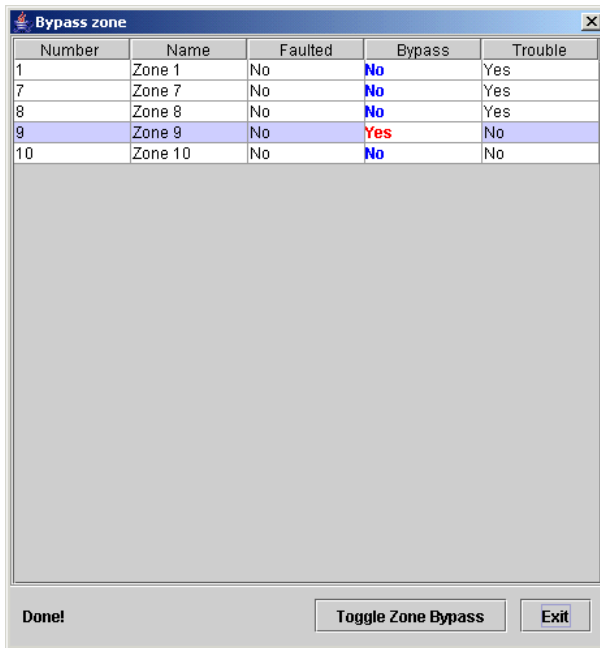 Bypass zone
Number Name Faulted Bypass Trouble
1 Zone 1 No No Yes
7 Zone 7 No No Yes
8 Zone 8 No No Yes
9 Zone 9 No Yes No
10 Zone 10 No No No
Done! Toggle Zone Bypass Exit